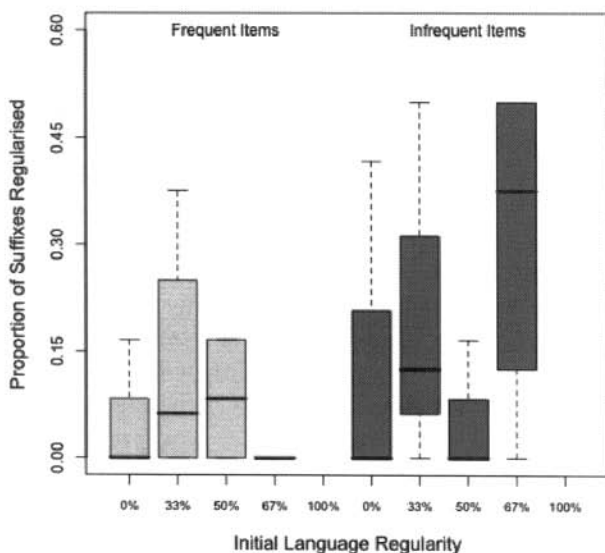 Frequent Items
Infrequent Items
Proportion of Suffixes Regularised
0.60
0.45
0.30
0.15
0.00
0% 33% 50% 67% 100% 0% 33% 50% 67% 100%
Initial Language Regularity